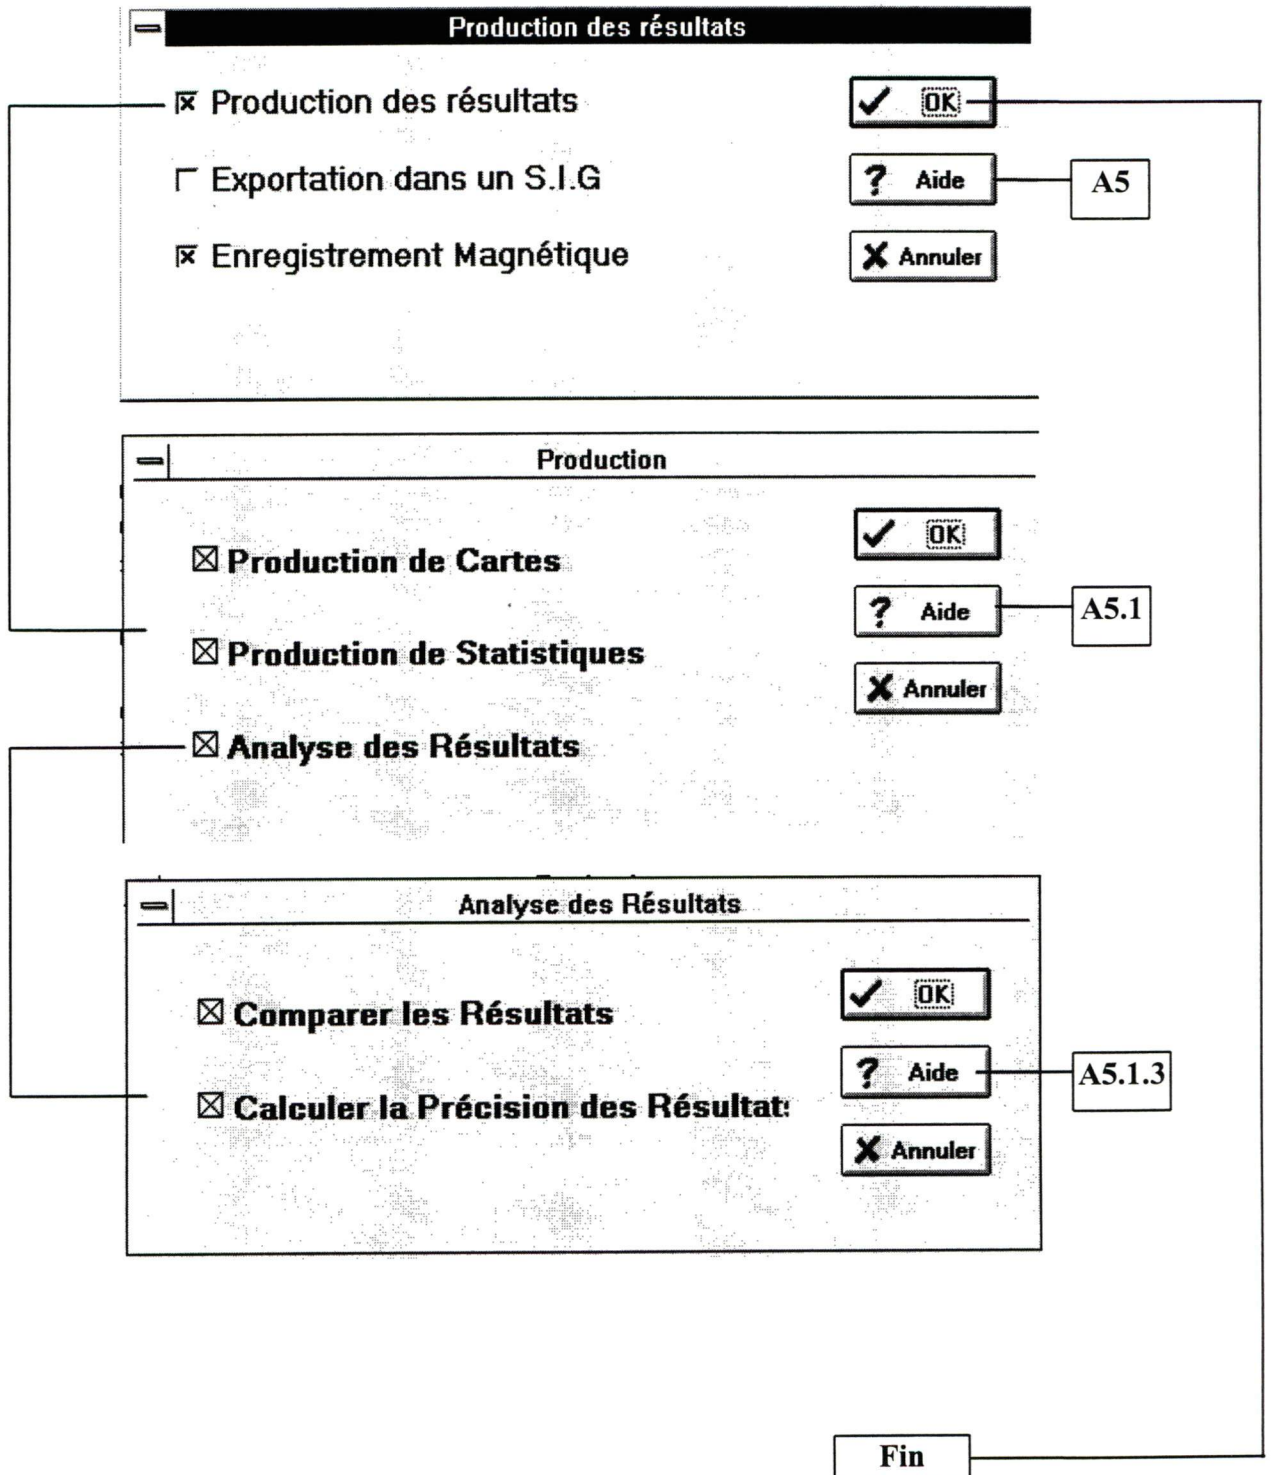 Production des résultats
Production des résultats
OK
Exportation dans un S.I.G
? Aide
A5
Enregistrement Magnétique
Annuler
Production
OK
Production de Cartes
? Aide
A5.1
Production de Statistiques
Annuler
Analyse des Résultats
Analyse des Résultats
OK
Comparer les Résultats
? Aide
A5.1.3
Calculer la Précision des Résultats
Annuler
Fin